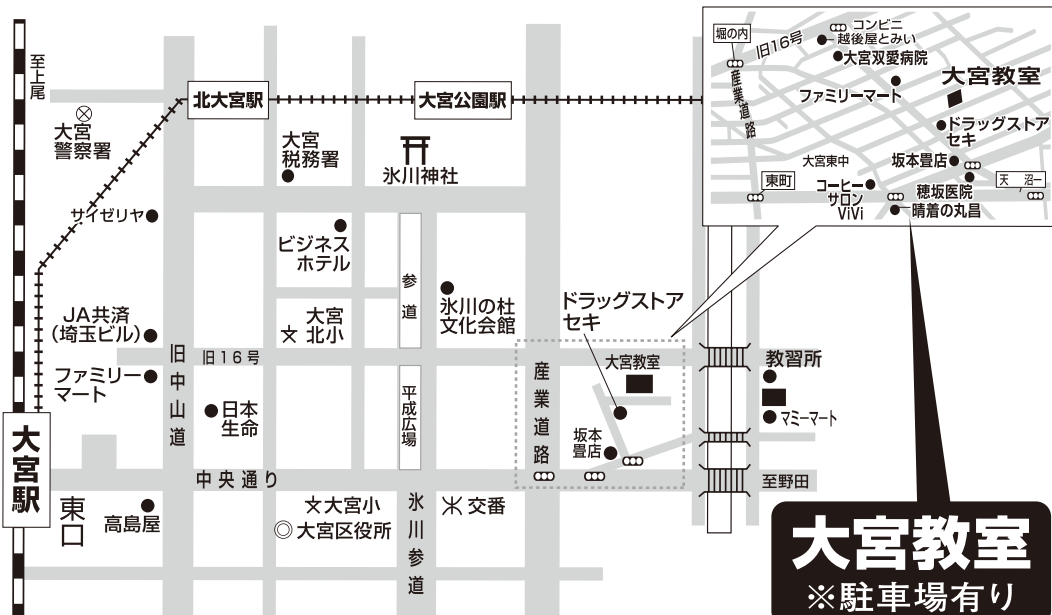 至上尾
大宮
警察署
北大宮駅
大宮公園駅
大宮
税務署
氷川神社
サイゼリヤ
ビジネス
ホテル
参道
氷川の杜
文化会館
大宮
北小
JA共済
(埼玉ビル)
旧16号
旧中山道
ファミリー
マート
日本
生命
平成広場
大宮駅
東口
中央通り
高島屋
大宮小
大宮区役所
氷川参道
交番
ドラッグストア
セキ
大宮教室
産業道路
坂本
畳店
教習所
マミーマート
至野田
堀の内
旧16号
コンビニ
越後屋とみい
大宮双愛病院
産業道路
ファミリーマート
大宮教室
ドラッグストア
セキ
大宮東中
坂本畳店
東町
コーヒー
サロン
ViVi
穂坂医院
晴着の丸昌
天沼一
大宮教室
※駐車場有り